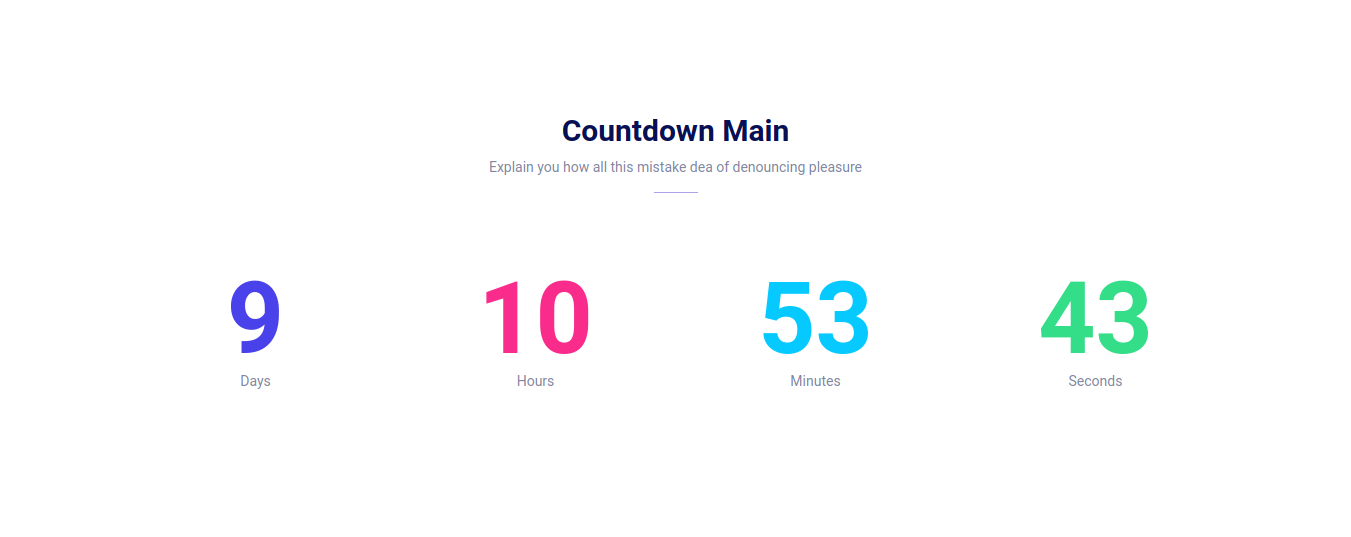 Countdown Main
Explain you how all this mistake dea of denouncing pleasure
9 10 53 43
Days Hours Minutes Seconds